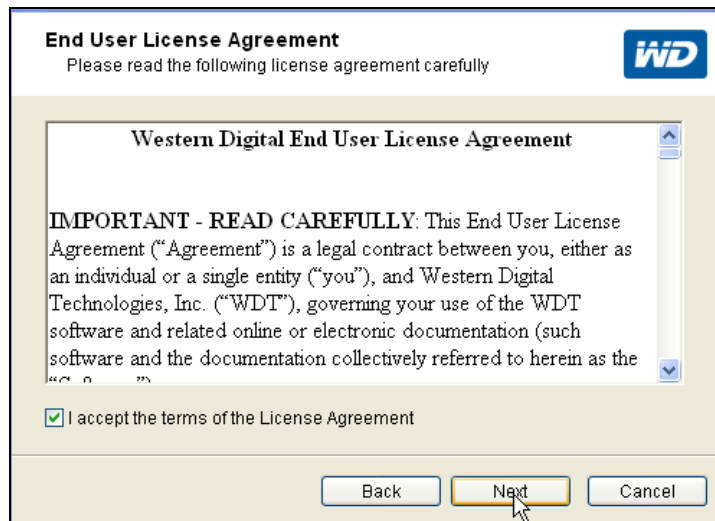 End User License Agreement
Please read the following license agreement carefully
WD
Western Digital End User License Agreement
IMPORTANT - READ CAREFULLY: This End User License
Agreement (“Agreement”) is a legal contract between you, either as
an individual or a single entity (“you”), and Western Digital
Technologies, Inc. (“WDT”), governing your use of the WDT
software and related online or electronic documentation (such
software and the documentation collectively referred to herein as the
I accept the terms of the License Agreement
Back
Next
Cancel